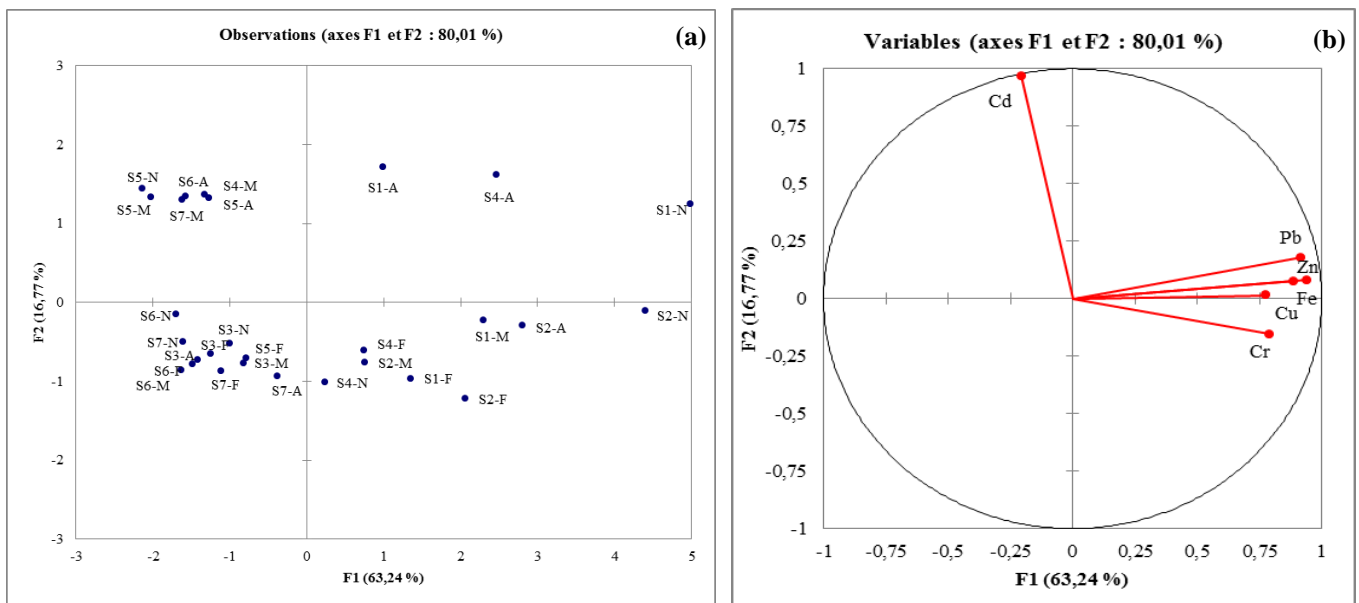 Observations (axes F1 et F2 : 80,01 %)
(a)
3
2
1
0
-1
-2
-3
F2 (16,77 %)
S5-N
S5-M
S6-A
S7-M
S4-M
S5-A
S1-A
S4-A
S1-N
S6-N
S7-N
S3-N
S3-F
S3-A
S5-F
S6-F
S3-M
S6-M
S7-F
S7-A
S4-N
S4-F
S2-M
S1-M
S2-A
S2-N
S1-F
S2-F
-3 -2 -1 0 1 2 3 4 5
F1 (63,24 %)
Variables (axes F1 et F2 : 80,01 %)
(b)
1
0,75
0,5
0,25
0
-0,25
-0,5
-0,75
-1
F2 (16,77 %)
Cd
Pb
Zn
Fe
Cu
Cr
-1 -0,75 -0,5 -0,25 0 0,25 0,5 0,75 1
F1 (63,24 %)